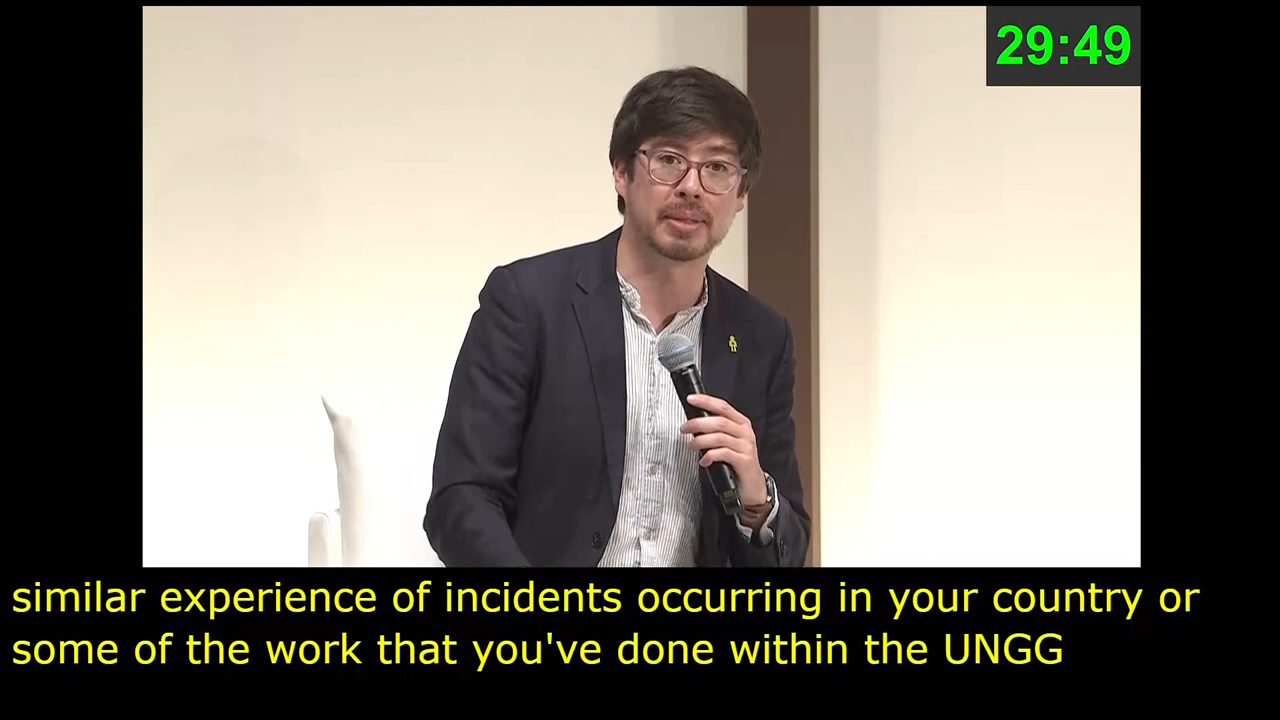 29:49
similar experience of incidents occurring in your country or
some of the work that you've done within the UNGG